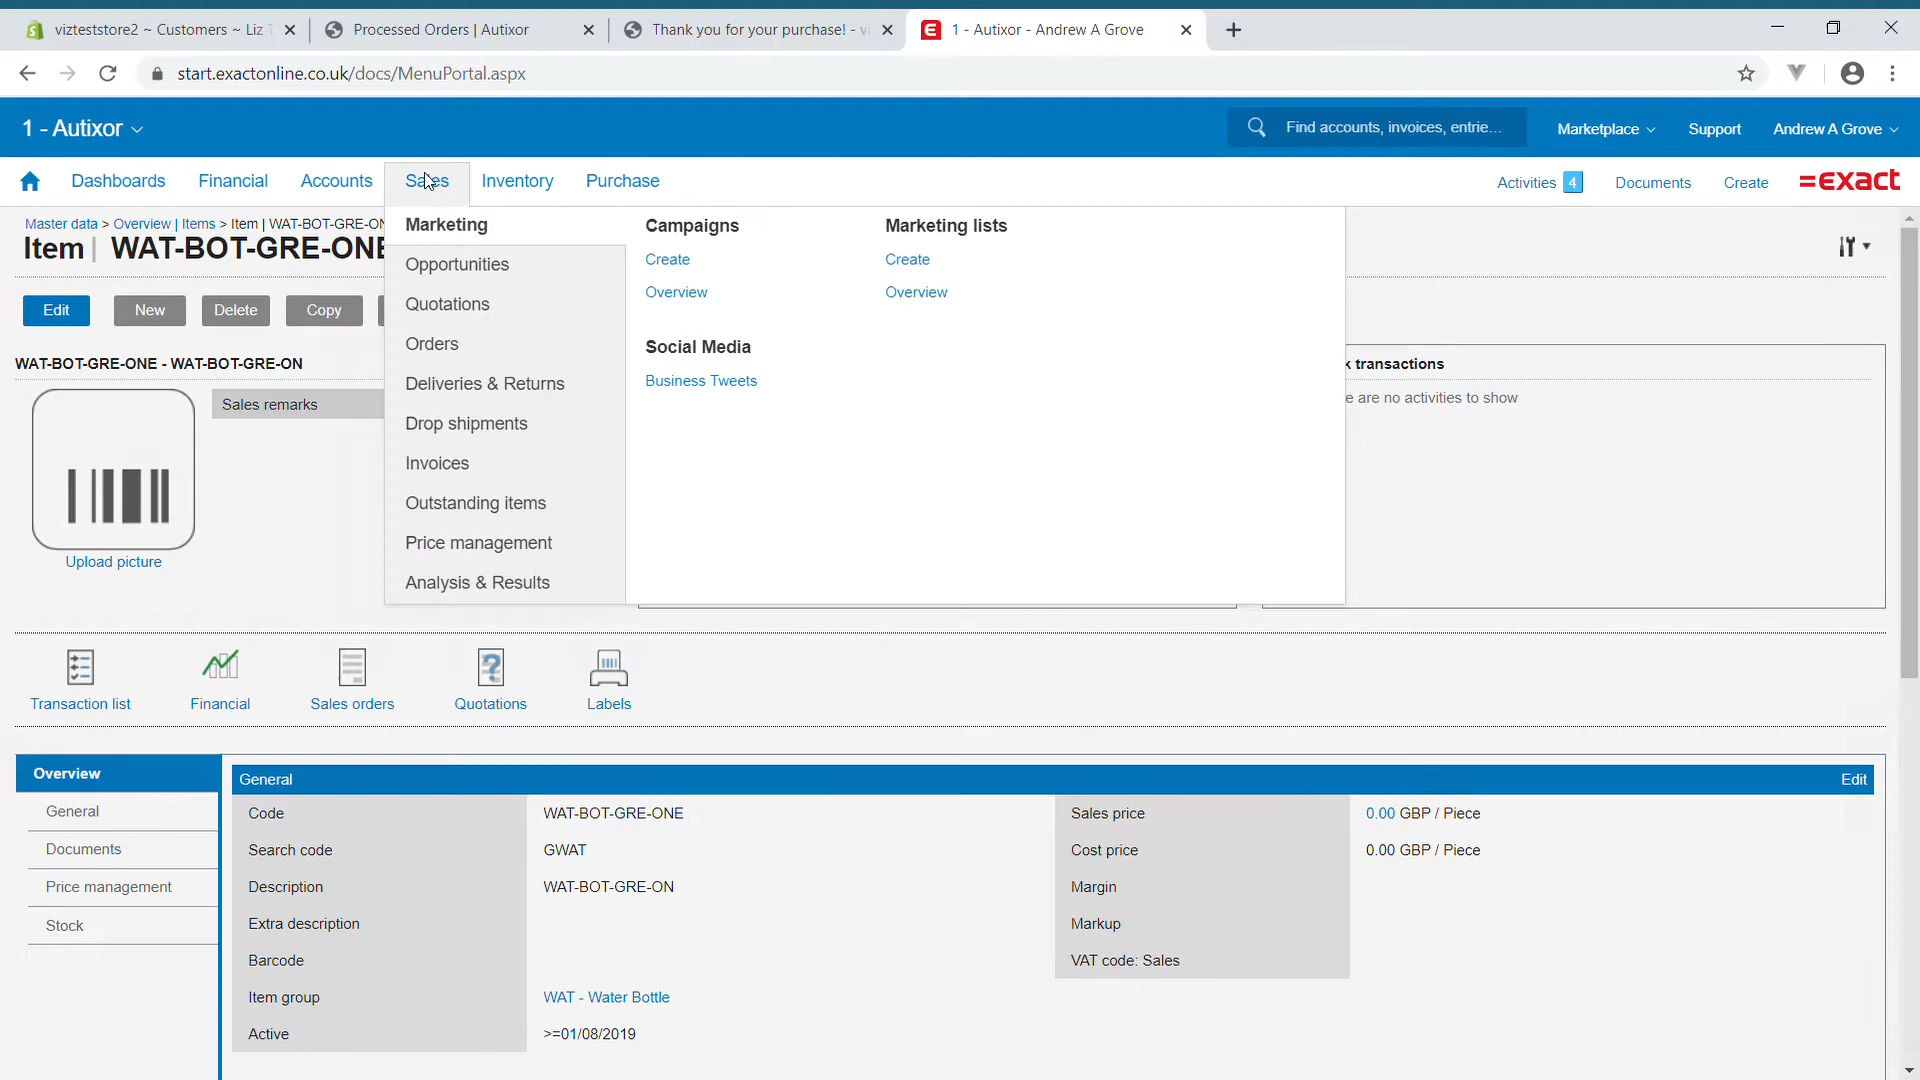 vizteststore2 ~ Customers ~ Liz T
Processed Orders | Autixor
Thank you for your purchase! - vi
1 - Autixor - Andrew A Grove
start.exactonline.co.uk/docs/MenuPortal.aspx
1 - Autixor
Find accounts, invoices, entrie...
Marketplace
Support
Andrew A Grove
Dashboards
Financial
Accounts
Sales
Inventory
Purchase
Activities 4
Documents
Create
=exact
Master data > Overview | Items > Item | WAT-BOT-GRE-ON
Item | WAT-BOT-GRE-ONE
Edit
New
Delete
Copy
Marketing
Opportunities
Quotations
Orders
Deliveries & Returns
Drop shipments
Invoices
Outstanding items
Price management
Analysis & Results
Campaigns
Create
Overview
Social Media
Business Tweets
Marketing lists
Create
Overview
WAT-BOT-GRE-ONE - WAT-BOT-GRE-ON
Sales remarks
Upload picture
k transactions
e are no activities to show
Transaction list
Financial
Sales orders
Quotations
Labels
Overview
General
Documents
Price management
Stock
General
Edit
Code WAT-BOT-GRE-ONE
Search code GWAT
Description WAT-BOT-GRE-ON
Extra description
Barcode
Item group WAT - Water Bottle
Active >=01/08/2019
Sales price 0.00 GBP / Piece
Cost price 0.00 GBP / Piece
Margin
Markup
VAT code: Sales